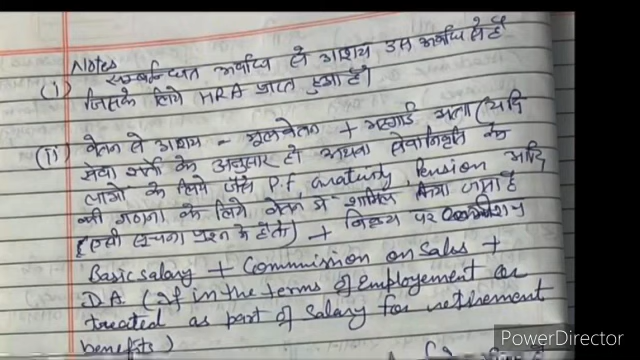 Notes
(i) सम्बन्धित अवधि से आशय उस अवधि से है
जिसके लिये HRA प्राप्त हुआ है।
(ii) वेतन से आशय - मूलवेतन + महगाई भत्ता (यदि
सेवा शर्तो के अनुसार हो अथवा सेवानिवृत्ति के
लाभो के लिये जैसे P.f, Gratuity, Pension आदि
की गणना के लिये वेतन मे शामिल किया जाता है
(इसकी सूचना प्रश्न मे होती) + विक्रय पर कमीशन
Basic salary + Commission on Sales +
D.A. (If in the terms of employement or
treated as part of Salary for retirement
benefits)
PowerDirector